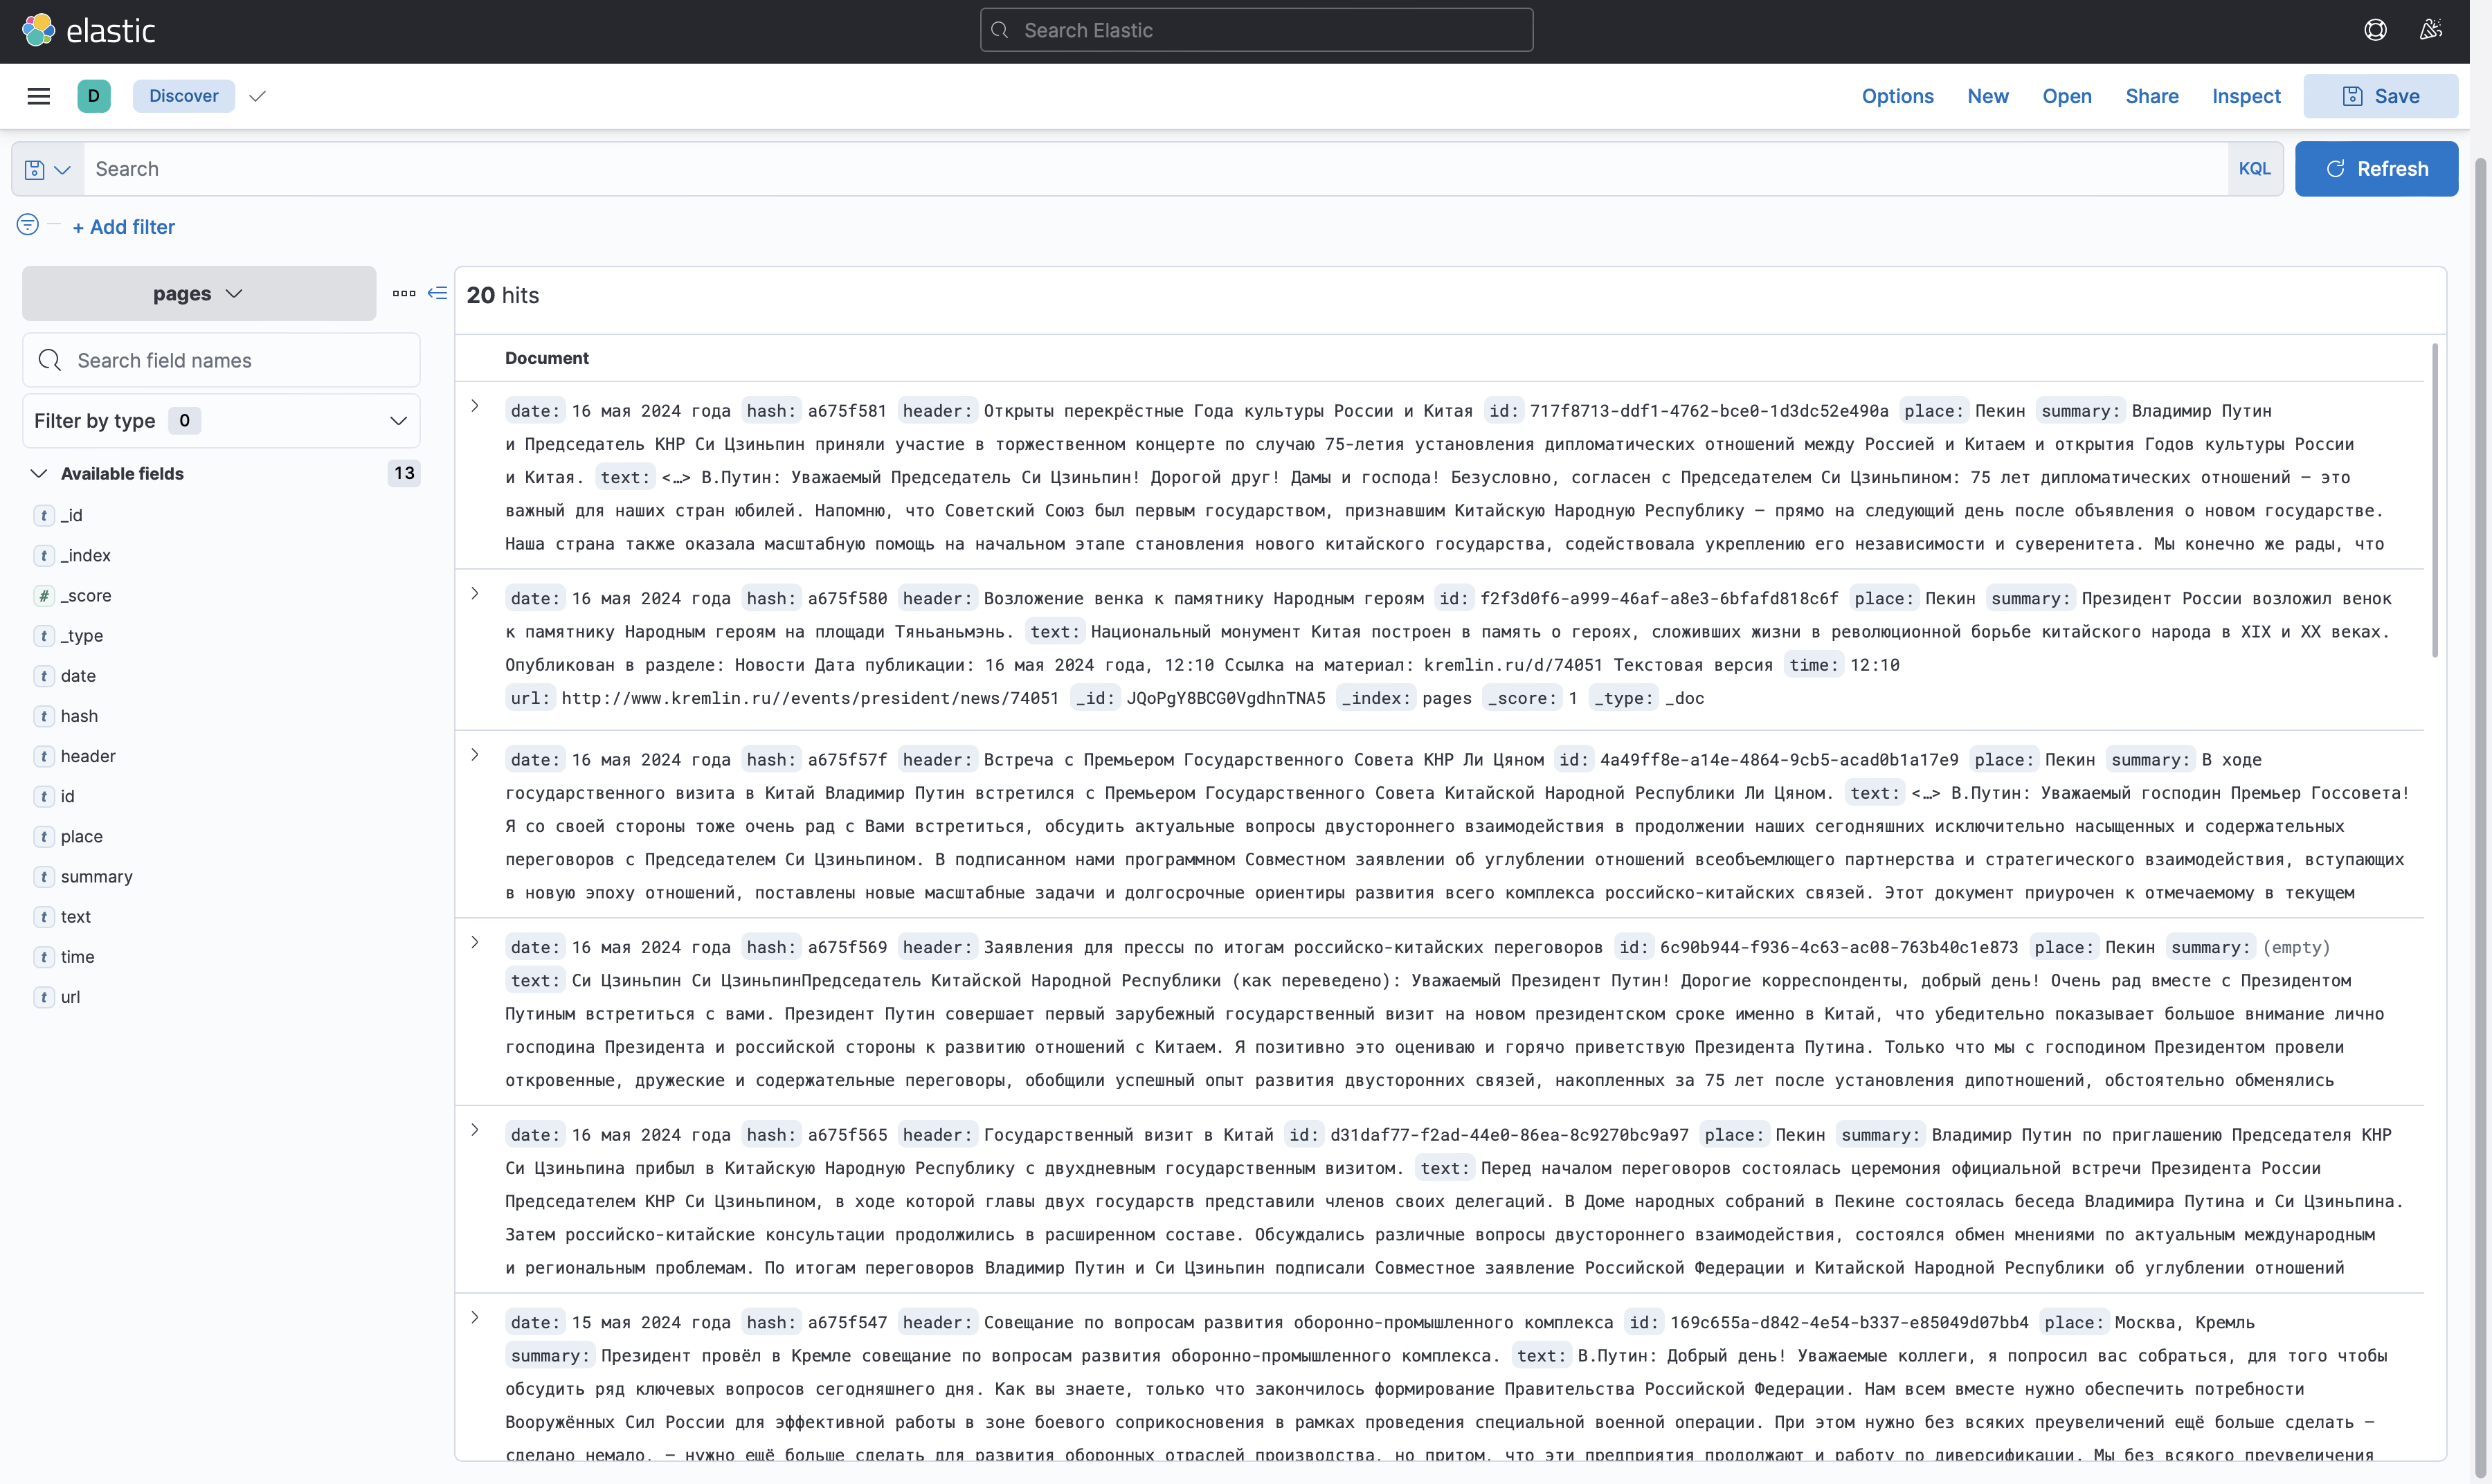 elastic
Search Elastic
D Discover
Options New Open Share Inspect Save
Search KQL Refresh
+ Add filter
pages
Search field names
Filter by type 0
Available fields 13
t _id
t _index
# _score
t _type
t date
t hash
t header
t id
t place
t summary
t text
t time
t url
20 hits
Document
date: 16 мая 2024 года hash: a675f581 header: Открыты перекрёстные Года культуры России и Китая id: 717f8713-ddf1-4762-bce0-1d3dc52e490a place: Пекин summary: Владимир Путин
и Председатель КНР Си Цзиньпин приняли участие в торжественном концерте по случаю 75-летия установления дипломатических отношений между Россией и Китаем и открытия Годов культуры России
и Китая. text: <…> В.Путин: Уважаемый Председатель Си Цзиньпин! Дорогой друг! Дамы и господа! Безусловно, согласен с Председателем Си Цзиньпином: 75 лет дипломатических отношений – это
важный для наших стран юбилей. Напомню, что Советский Союз был первым государством, признавшим Китайскую Народную Республику – прямо на следующий день после объявления о новом государстве.
Наша страна также оказала масштабную помощь на начальном этапе становления нового китайского государства, содействовала укреплению его независимости и суверенитета. Мы конечно же рады, что
date: 16 мая 2024 года hash: a675f580 header: Возложение венка к памятнику Народным героям id: f2f3d0f6-a999-46af-a8e3-6bfafd818c6f place: Пекин summary: Президент России возложил венок
к памятнику Народным героям на площади Тяньаньмэнь. text: Национальный монумент Китая построен в память о героях, сложивших жизни в революционной борьбе китайского народа в XIX и XX веках.
Опубликован в разделе: Новости Дата публикации: 16 мая 2024 года, 12:10 Ссылка на материал: kremlin.ru/d/74051 Текстовая версия time: 12:10
url: http://www.kremlin.ru//events/president/news/74051 _id: JQoPgY8BCG0VgdhnTNA5 _index: pages _score: 1 _type: _doc
date: 16 мая 2024 года hash: a675f57f header: Встреча с Премьером Государственного Совета КНР Ли Цяном id: 4a49ff8e-a14e-4864-9cb5-acad0b1a17e9 place: Пекин summary: В ходе
государственного визита в Китай Владимир Путин встретился с Премьером Государственного Совета Китайской Народной Республики Ли Цяном. text: <…> В.Путин: Уважаемый господин Премьер Госсовета!
Я со своей стороны тоже очень рад с Вами встретиться, обсудить актуальные вопросы двустороннего взаимодействия в продолжении наших сегодняшних исключительно насыщенных и содержательных
переговоров с Председателем Си Цзиньпином. В подписанном нами программном Совместном заявлении об углублении отношений всеобъемлющего партнерства и стратегического взаимодействия, вступающих
в новую эпоху отношений, поставлены новые масштабные задачи и долгосрочные ориентиры развития всего комплекса российско-китайских связей. Этот документ приурочен к отмечаемому в текущем
date: 16 мая 2024 года hash: a675f569 header: Заявления для прессы по итогам российско-китайских переговоров id: 6c90b944-f936-4c63-ac08-763b40c1e873 place: Пекин summary: (empty)
text: Си Цзиньпин Си ЦзиньпинПредседатель Китайской Народной Республики (как переведено): Уважаемый Президент Путин! Дорогие корреспонденты, добрый день! Очень рад вместе с Президентом
Путиным встретиться с вами. Президент Путин совершает первый зарубежный государственный визит на новом президентском сроке именно в Китай, что убедительно показывает большое внимание лично
господина Президента и российской стороны к развитию отношений с Китаем. Я позитивно это оцениваю и горячо приветствую Президента Путина. Только что мы с господином Президентом провели
откровенные, дружеские и содержательные переговоры, обобщили успешный опыт развития двусторонних связей, накопленных за 75 лет после установления дипотношений, обстоятельно обменялись
date: 16 мая 2024 года hash: a675f565 header: Государственный визит в Китай id: d31daf77-f2ad-44e0-86ea-8c9270bc9a97 place: Пекин summary: Владимир Путин по приглашению Председателя КНР
Си Цзиньпина прибыл в Китайскую Народную Республику с двухдневным государственным визитом. text: Перед началом переговоров состоялась церемония официальной встречи Президента России
Председателем КНР Си Цзиньпином, в ходе которой главы двух государств представили членов своих делегаций. В Доме народных собраний в Пекине состоялась беседа Владимира Путина и Си Цзиньпина.
Затем российско-китайские консультации продолжились в расширенном составе. Обсуждались различные вопросы двустороннего взаимодействия, состоялся обмен мнениями по актуальным международным
и региональным проблемам. По итогам переговоров Владимир Путин и Си Цзиньпин подписали Совместное заявление Российской Федерации и Китайской Народной Республики об углублении отношений
date: 15 мая 2024 года hash: a675f547 header: Совещание по вопросам развития оборонно-промышленного комплекса id: 169c655a-d842-4e54-b337-e85049d07bb4 place: Москва, Кремль
summary: Президент провёл в Кремле совещание по вопросам развития оборонно-промышленного комплекса. text: В.Путин: Добрый день! Уважаемые коллеги, я попросил вас собраться, для того чтобы
обсудить ряд ключевых вопросов сегодняшнего дня. Как вы знаете, только что закончилось формирование Правительства Российской Федерации. Нам всем вместе нужно обеспечить потребности
Вооружённых Сил России для эффективной работы в зоне боевого соприкосновения в рамках проведения специальной военной операции. При этом нужно без всяких преувеличений ещё больше сделать –
сделано немало, – нужно ещё больше сделать для развития оборонных отраслей производства, но притом, что эти предприятия продолжают и работу по диверсификации. Мы без всякого преувеличения